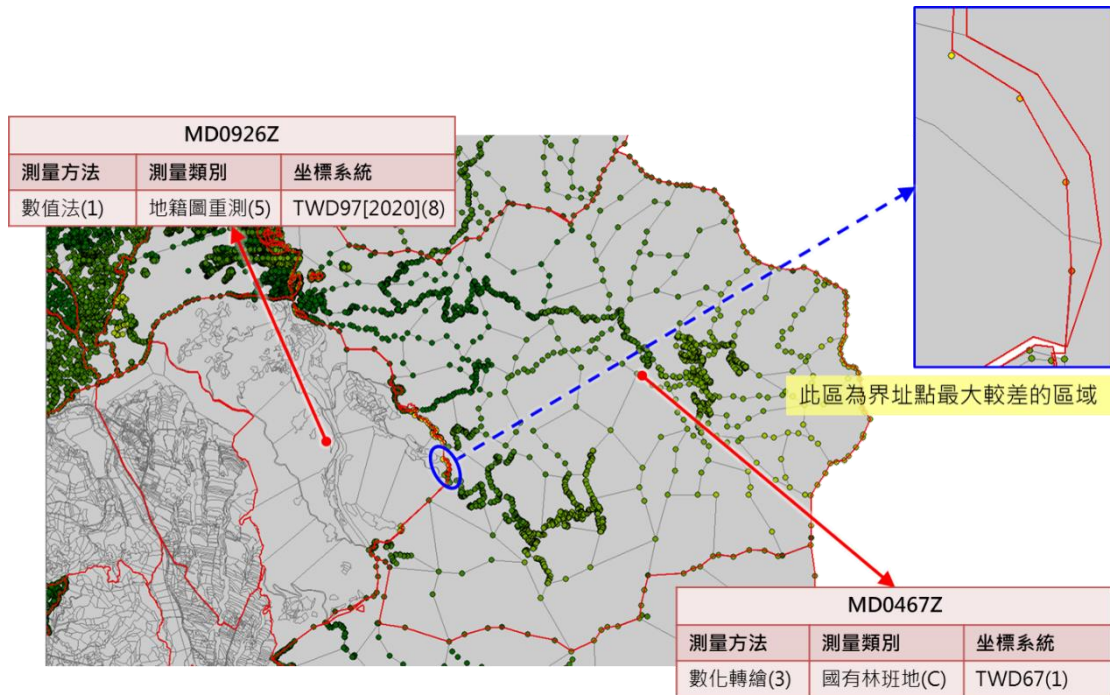 MD0926Z
測量方法 測量類別 坐標系統
數值法(1) 地籍圖重測(5) TWD97[2020](8)
此區為界址點最大較差的區域
MD0467Z
測量方法 測量類別 坐標系統
數化轉繪(3) 國有林班地(C) TWD67(1)